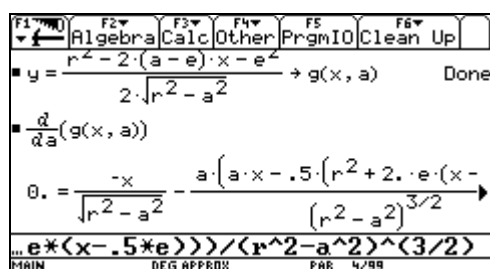 F1 F2 F3 F4 F5 F6
Algebra Calc Other PrgmIO Clean Up
▪ y = (r² - 2·(a - e)·x - e²)/(2·√(r² - a²)) → g(x, a) Done
▪ d/da(g(x, a))
0. = -x/√(r² - a²) - a·(a·x - .5·(r² + 2.·e·(x - /(r² - a²)^(3/2) ▶
…e*(x-.5*e)))/(r^2-a^2)^(3/2)
MAIN DEG APPROX PAR 4/99